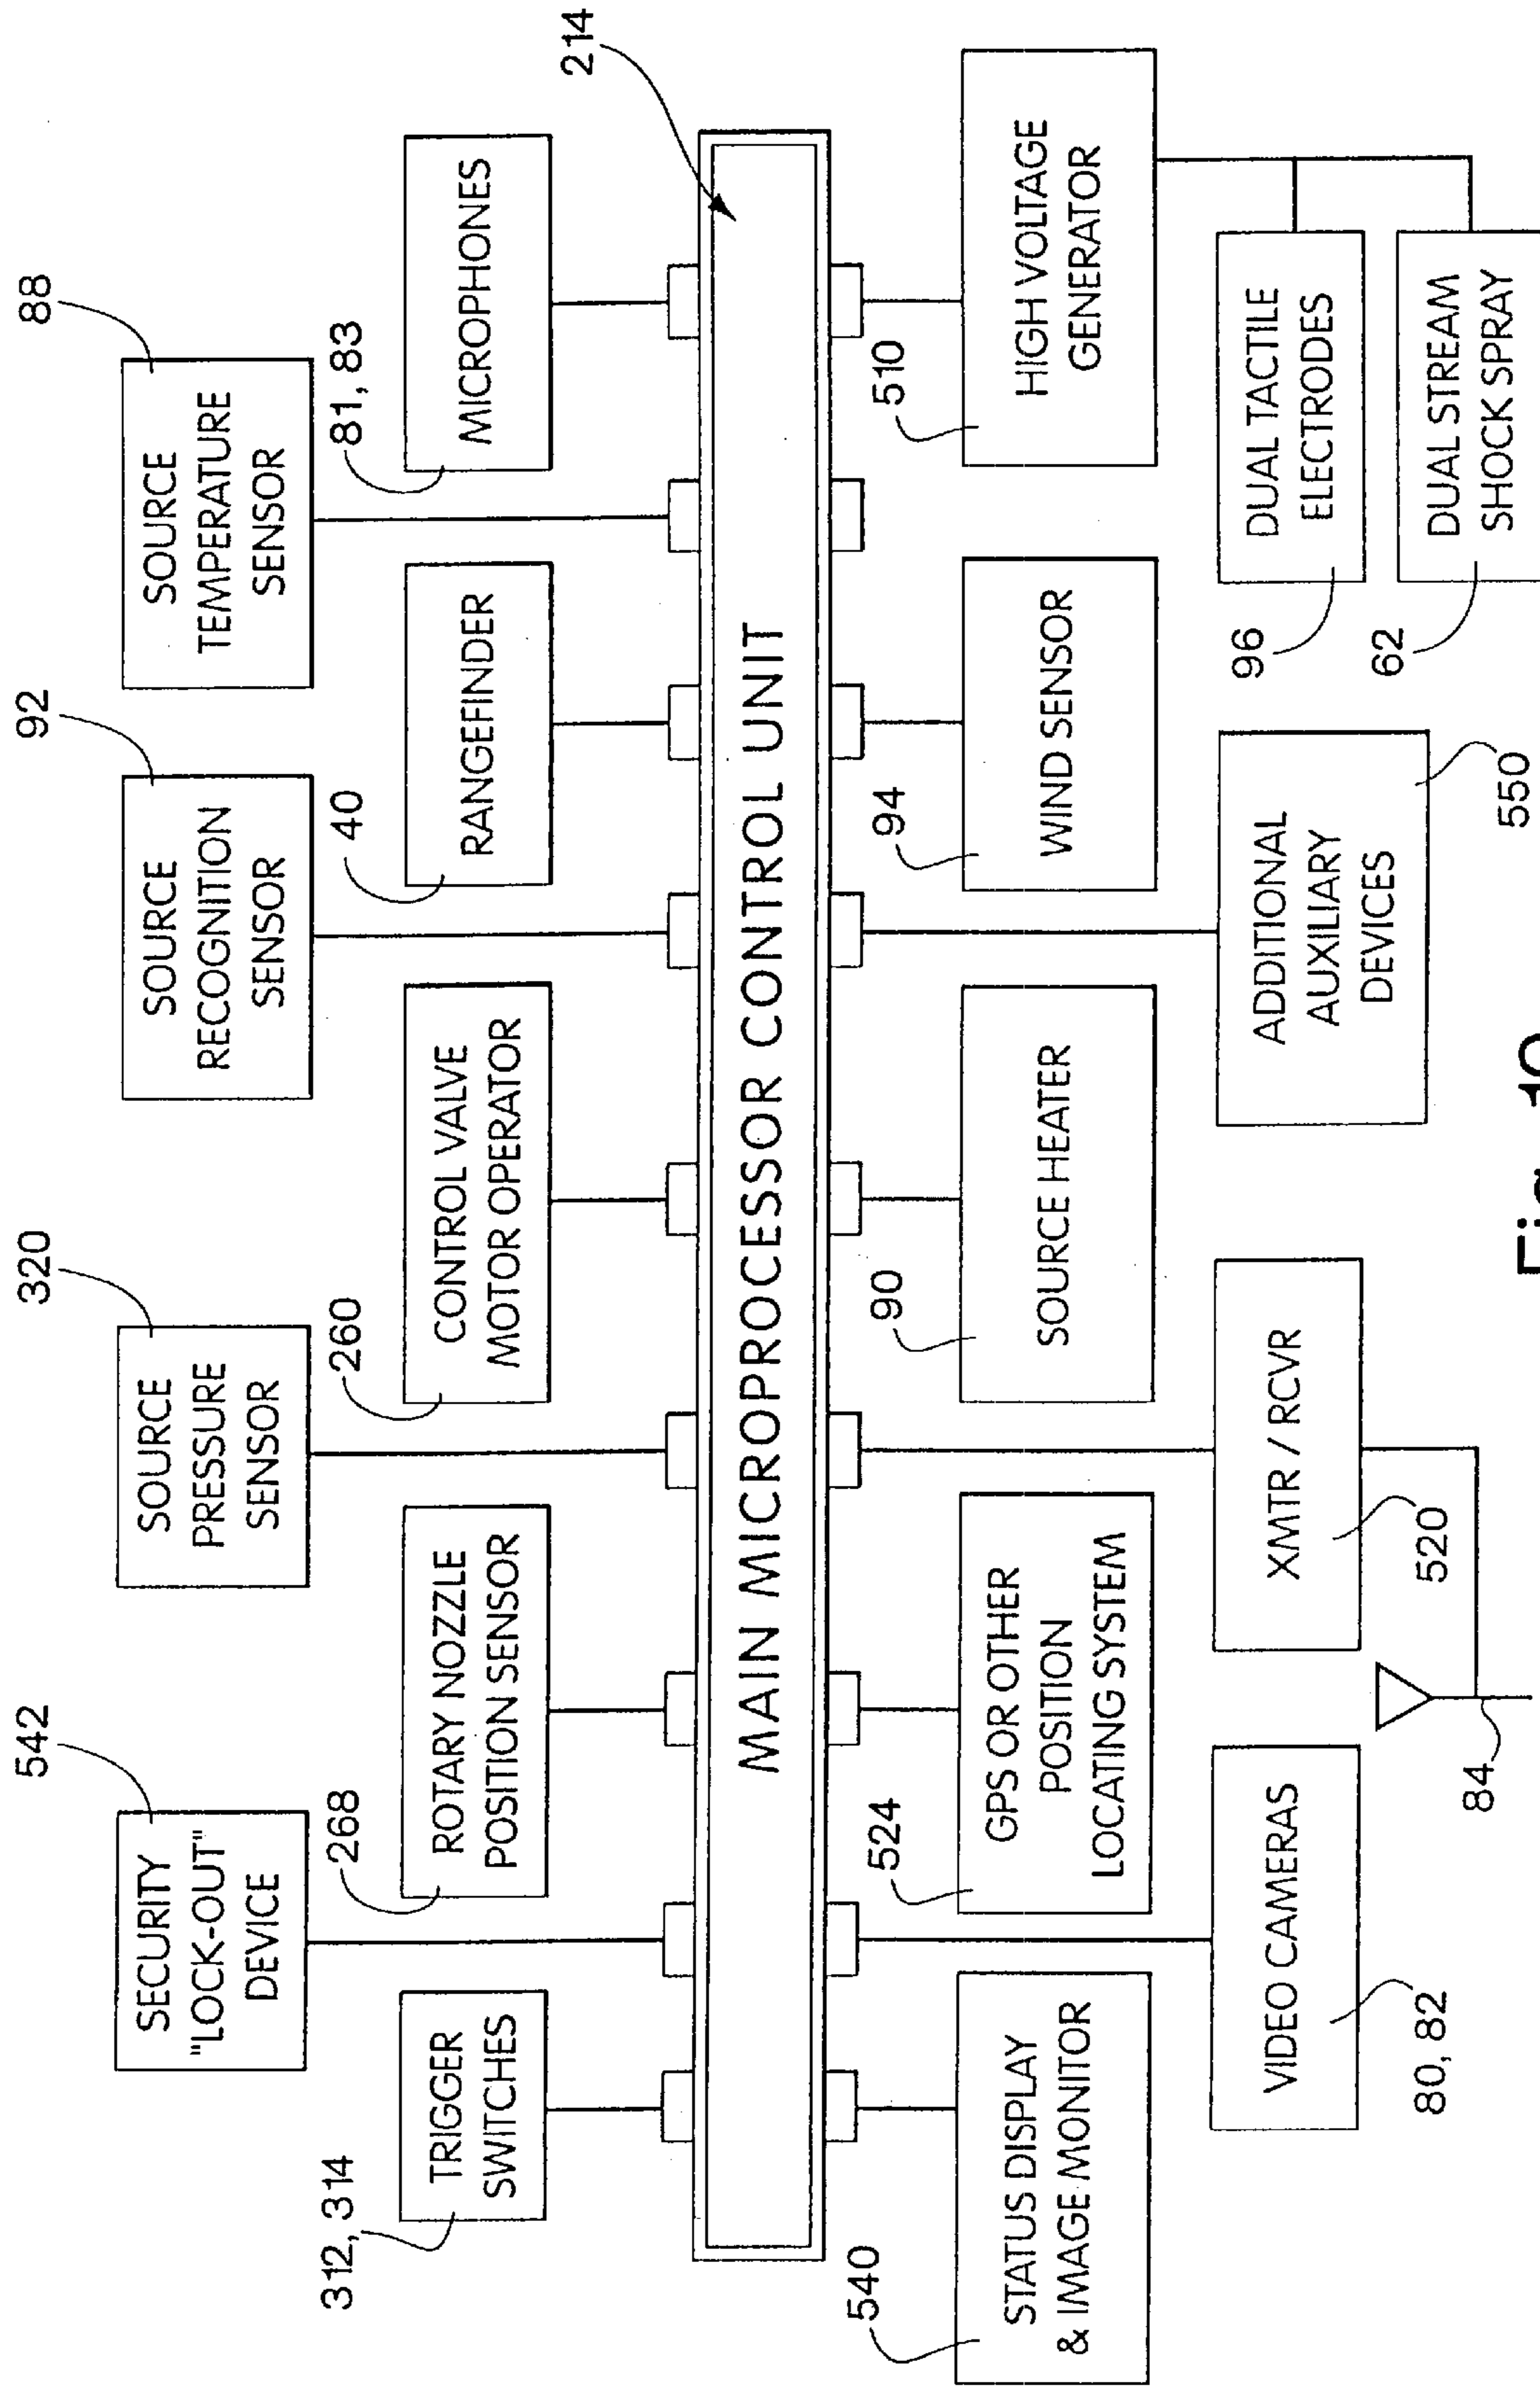 542
320
92
88
SECURITY
"LOCK-OUT"
DEVICE
SOURCE
PRESSURE
SENSOR
SOURCE
RECOGNITION
SENSOR
SOURCE
TEMPERATURE
SENSOR
312, 314
TRIGGER
SWITCHES
268
ROTARY NOZZLE
POSITION SENSOR
260
CONTROL VALVE
MOTOR OPERATOR
40
RANGEFINDER
81, 83
MICROPHONES
214
MAIN MICROPROCESSOR CONTROL UNIT
540
STATUS DISPLAY
& IMAGE MONITOR
524
GPS OR OTHER
POSITION
LOCATING SYSTEM
90
SOURCE HEATER
94
WIND SENSOR
510
HIGH VOLTAGE
GENERATOR
VIDEO CAMERAS
80, 82
XMTR / RCVR
520
84
ADDITIONAL
AUXILIARY
DEVICES
550
96
DUAL TACTILE
ELECTRODES
62
DUAL STREAM
SHOCK SPRAY